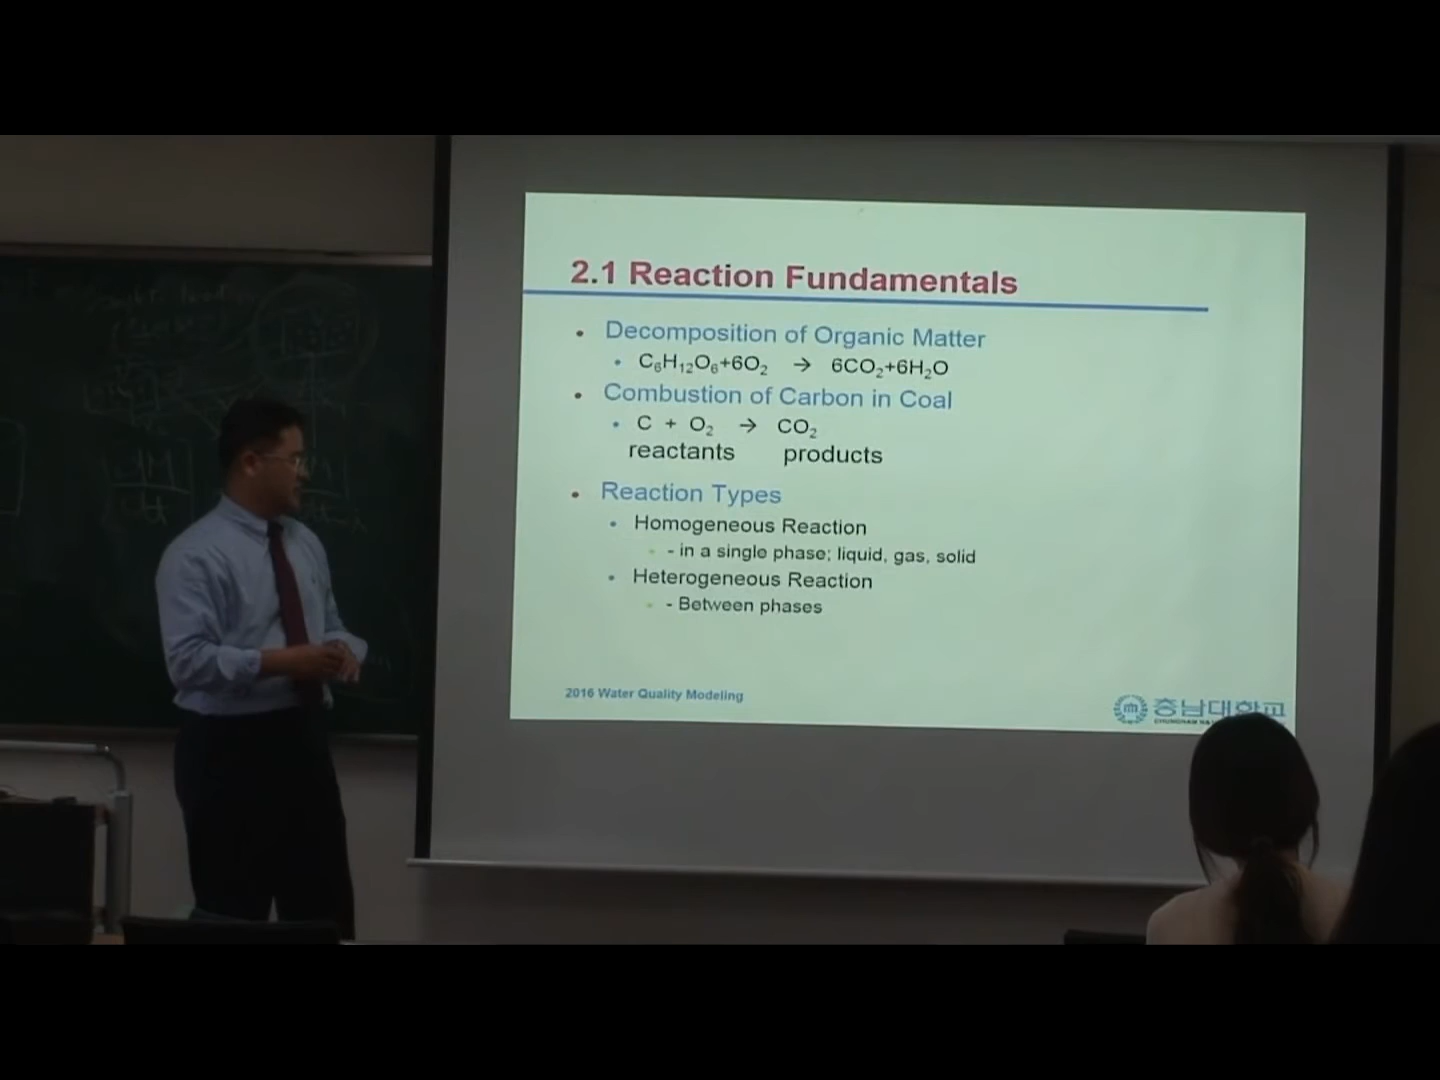 2.1 Reaction Fundamentals
• Decomposition of Organic Matter
• C₆H₁₂O₆+6O₂ → 6CO₂+6H₂O
• Combustion of Carbon in Coal
• C + O₂ → CO₂
reactants products
• Reaction Types
• Homogeneous Reaction
- in a single phase; liquid, gas, solid
• Heterogeneous Reaction
- Between phases
2016 Water Quality Modeling
충남대학교